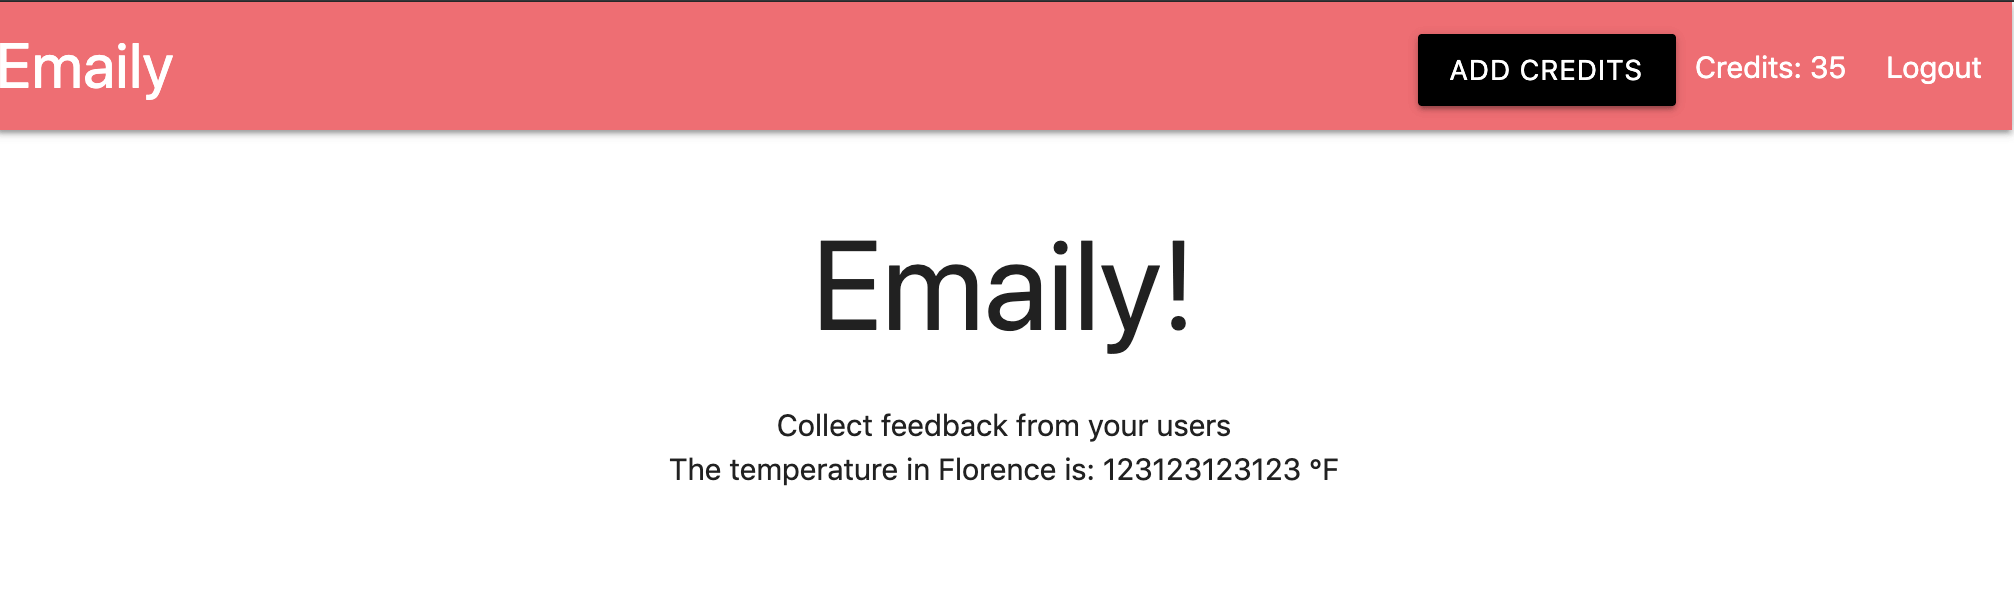 Emaily
ADD CREDITS
Credits: 35
Logout
Emaily!
Collect feedback from your users
The temperature in Florence is: 123123123123 °F